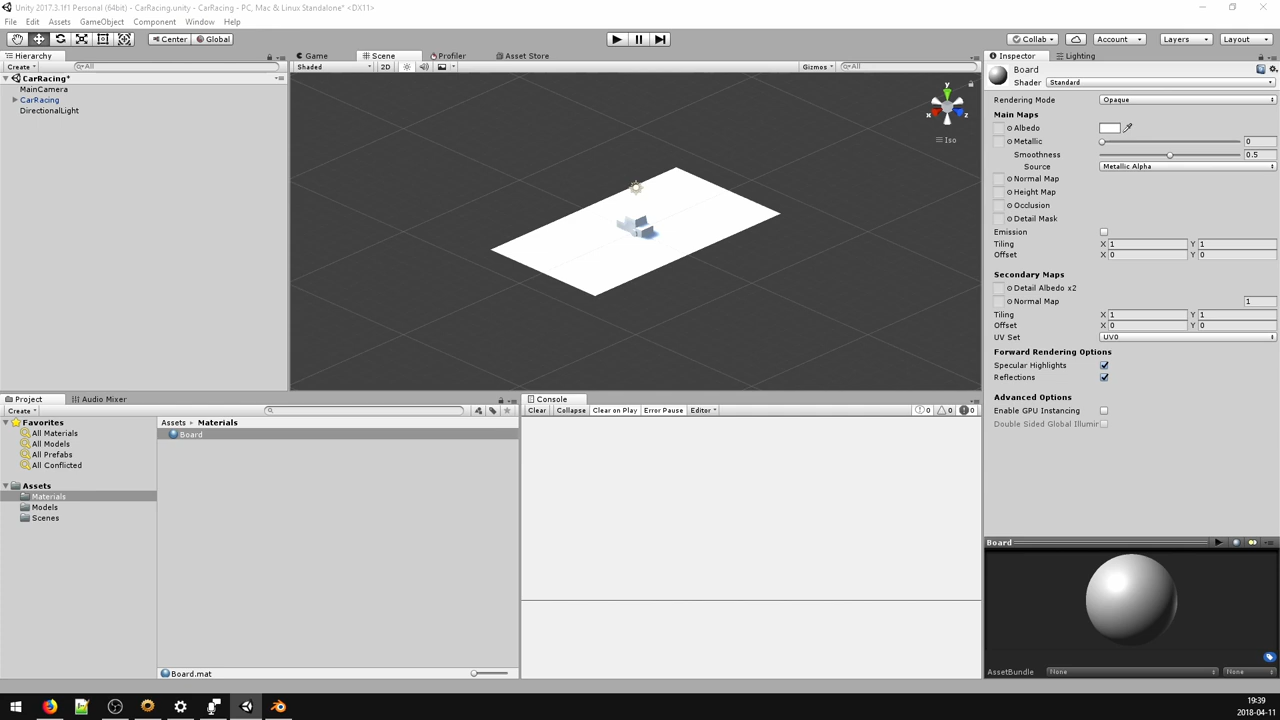 Unity 2017.3.1f1 Personal (64bit) - CarRacing.unity - CarRacing - PC, Mac & Linux Standalone* <DX11>
File Edit Assets GameObject Component Window Help
Center Global Collab Account Layers Layout
Hierarchy Game Scene Profiler Asset Store Inspector Lighting
Create All Shaded 2D Gizmos All
CarRacing*
MainCamera
CarRacing
DirectionalLight
y
x z
Iso
Board
Shader Standard
Rendering Mode Opaque
Main Maps
Albedo
Metallic 0
Smoothness 0.5
Source Metallic Alpha
Normal Map
Height Map
Occlusion
Detail Mask
Emission
Tiling X 1 Y 1
Offset X 0 Y 0
Secondary Maps
Detail Albedo x2
Normal Map 1
Tiling X 1 Y 1
Offset X 0 Y 0
UV Set UV0
Forward Rendering Options
Specular Highlights
Reflections
Advanced Options
Enable GPU Instancing
Double Sided Global Illumir
Project Audio Mixer
Create
Favorites
All Materials
All Models
All Prefabs
All Conflicted
Assets
Materials
Models
Scenes
Assets Materials
Board
Board.mat
Console
Clear Collapse Clear on Play Error Pause Editor 0 0 0
Board
AssetBundle None None
19:39
2018-04-11